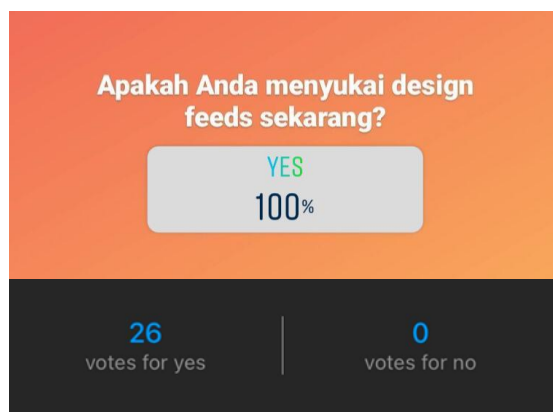 Apakah Anda menyukai design
feeds sekarang?
YES
100%
26
votes for yes
0
votes for no